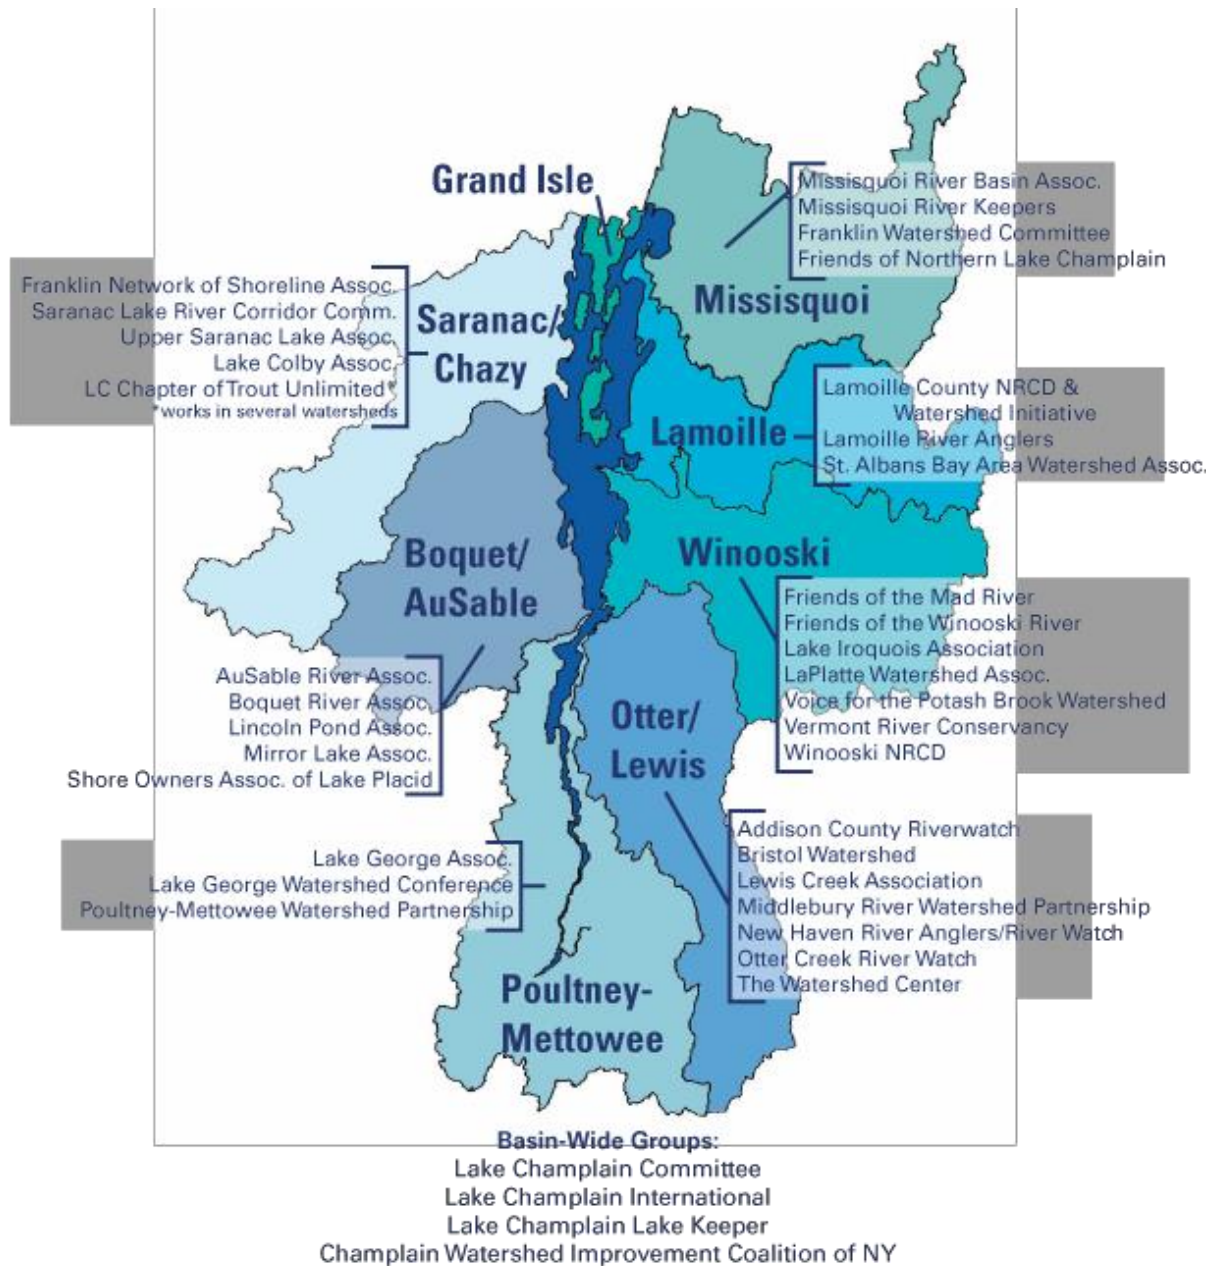 Grand Isle
Missisquoi River Basin Assoc.
Missisquoi River Keepers
Franklin Watershed Committee
Friends of Northern Lake Champlain
Missisquoi
Franklin Network of Shoreline Assoc.
Saranac Lake River Corridor Comm.
Upper Saranac Lake Assoc.
Lake Colby Assoc.
LC Chapter of Trout Unlimited*
*works in several watersheds
Saranac/
Chazy
Lamoille
Lamoille County NRCD &
Watershed Initiative
Lamoille River Anglers
St. Albans Bay Area Watershed Assoc.
Boquet/
AuSable
Winooski
Friends of the Mad River
Friends of the Winooski River
Lake Iroquois Association
LaPlatte Watershed Assoc.
Voice for the Potash Brook Watershed
Vermont River Conservancy
Winooski NRCD
AuSable River Assoc.
Boquet River Assoc.
Lincoln Pond Assoc.
Mirror Lake Assoc.
Shore Owners Assoc. of Lake Placid
Otter/
Lewis
Addison County Riverwatch
Bristol Watershed
Lewis Creek Association
Middlebury River Watershed Partnership
New Haven River Anglers/River Watch
Otter Creek River Watch
The Watershed Center
Lake George Assoc.
Lake George Watershed Conference
Poultney-Mettowee Watershed Partnership
Poultney-
Mettowee
Basin-Wide Groups:
Lake Champlain Committee
Lake Champlain International
Lake Champlain Lake Keeper
Champlain Watershed Improvement Coalition of NY